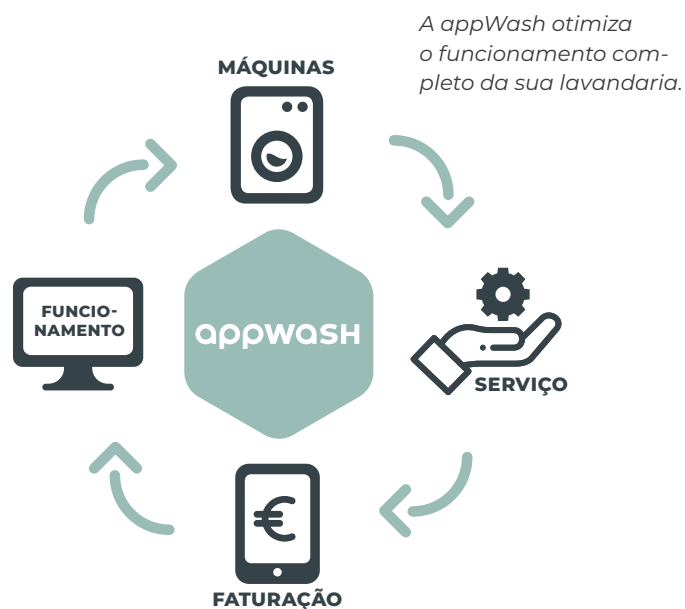 A appWash otimiza
o funcionamento com-
pleto da sua lavandaria.
MÁQUINAS
FUNCIO-
NAMENTO
appWasH
SERVIÇO
€
FATURAÇÃO